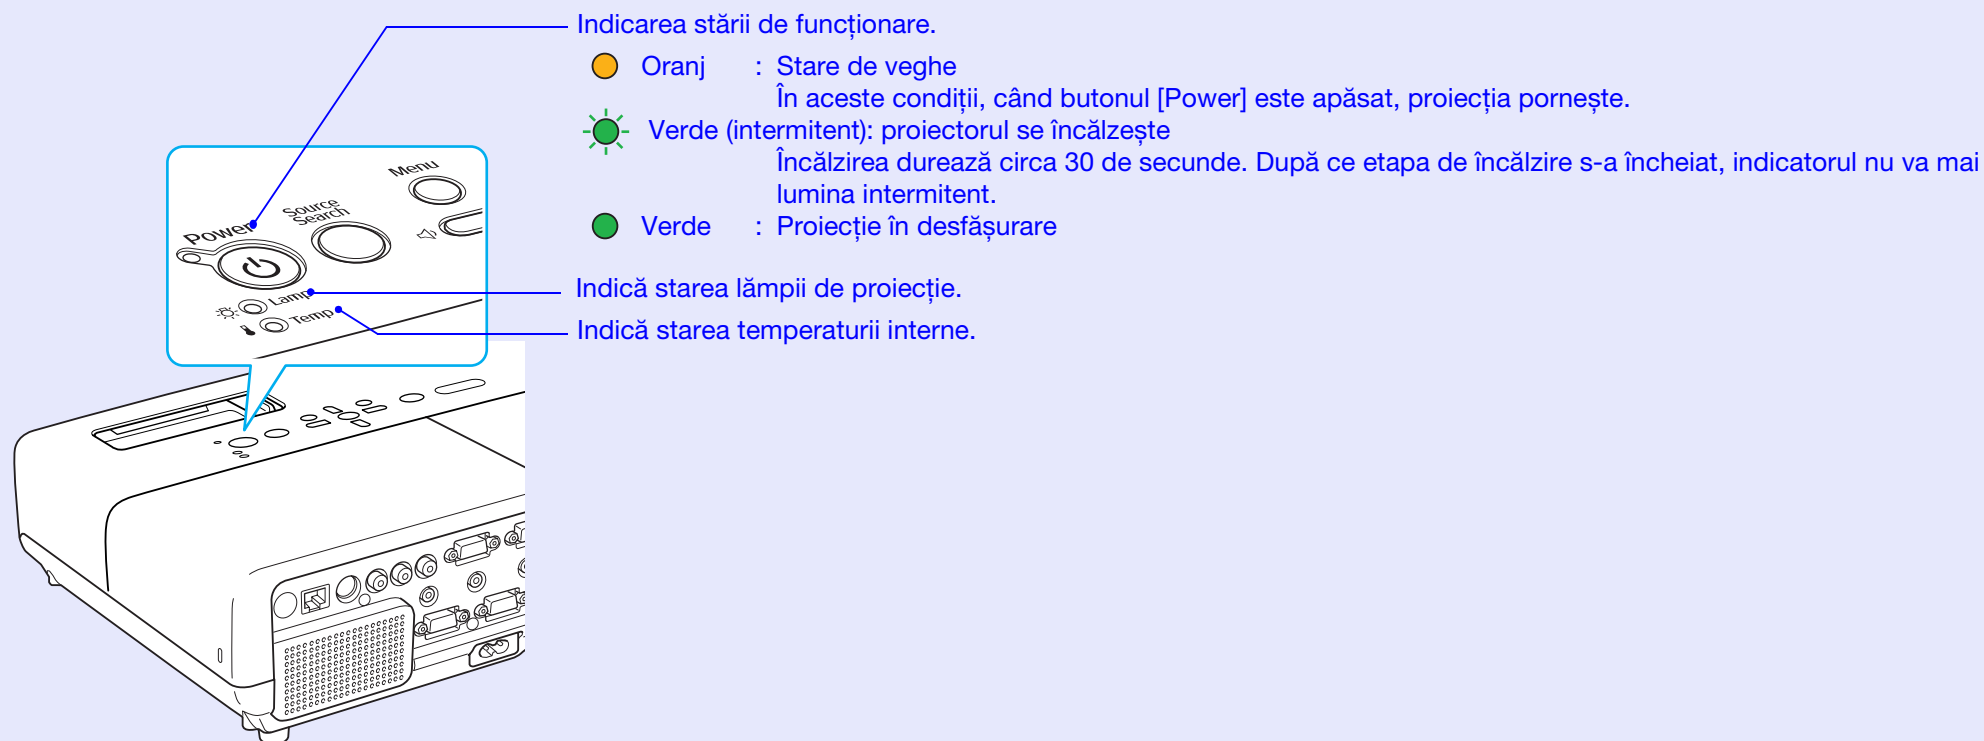 Indicarea stării de funcționare.
Oranj : Stare de veghe
În aceste condiții, când butonul [Power] este apăsat, proiecția pornește.
Verde (intermitent): proiectorul se încălzește
Încălzirea durează circa 30 de secunde. După ce etapa de încălzire s-a încheiat, indicatorul nu va mai
lumina intermitent.
Verde : Proiecție în desfășurare
Indică starea lămpii de proiecție.
Indică starea temperaturii interne.
Menu
Source
Search
Power
Lamp
Temp